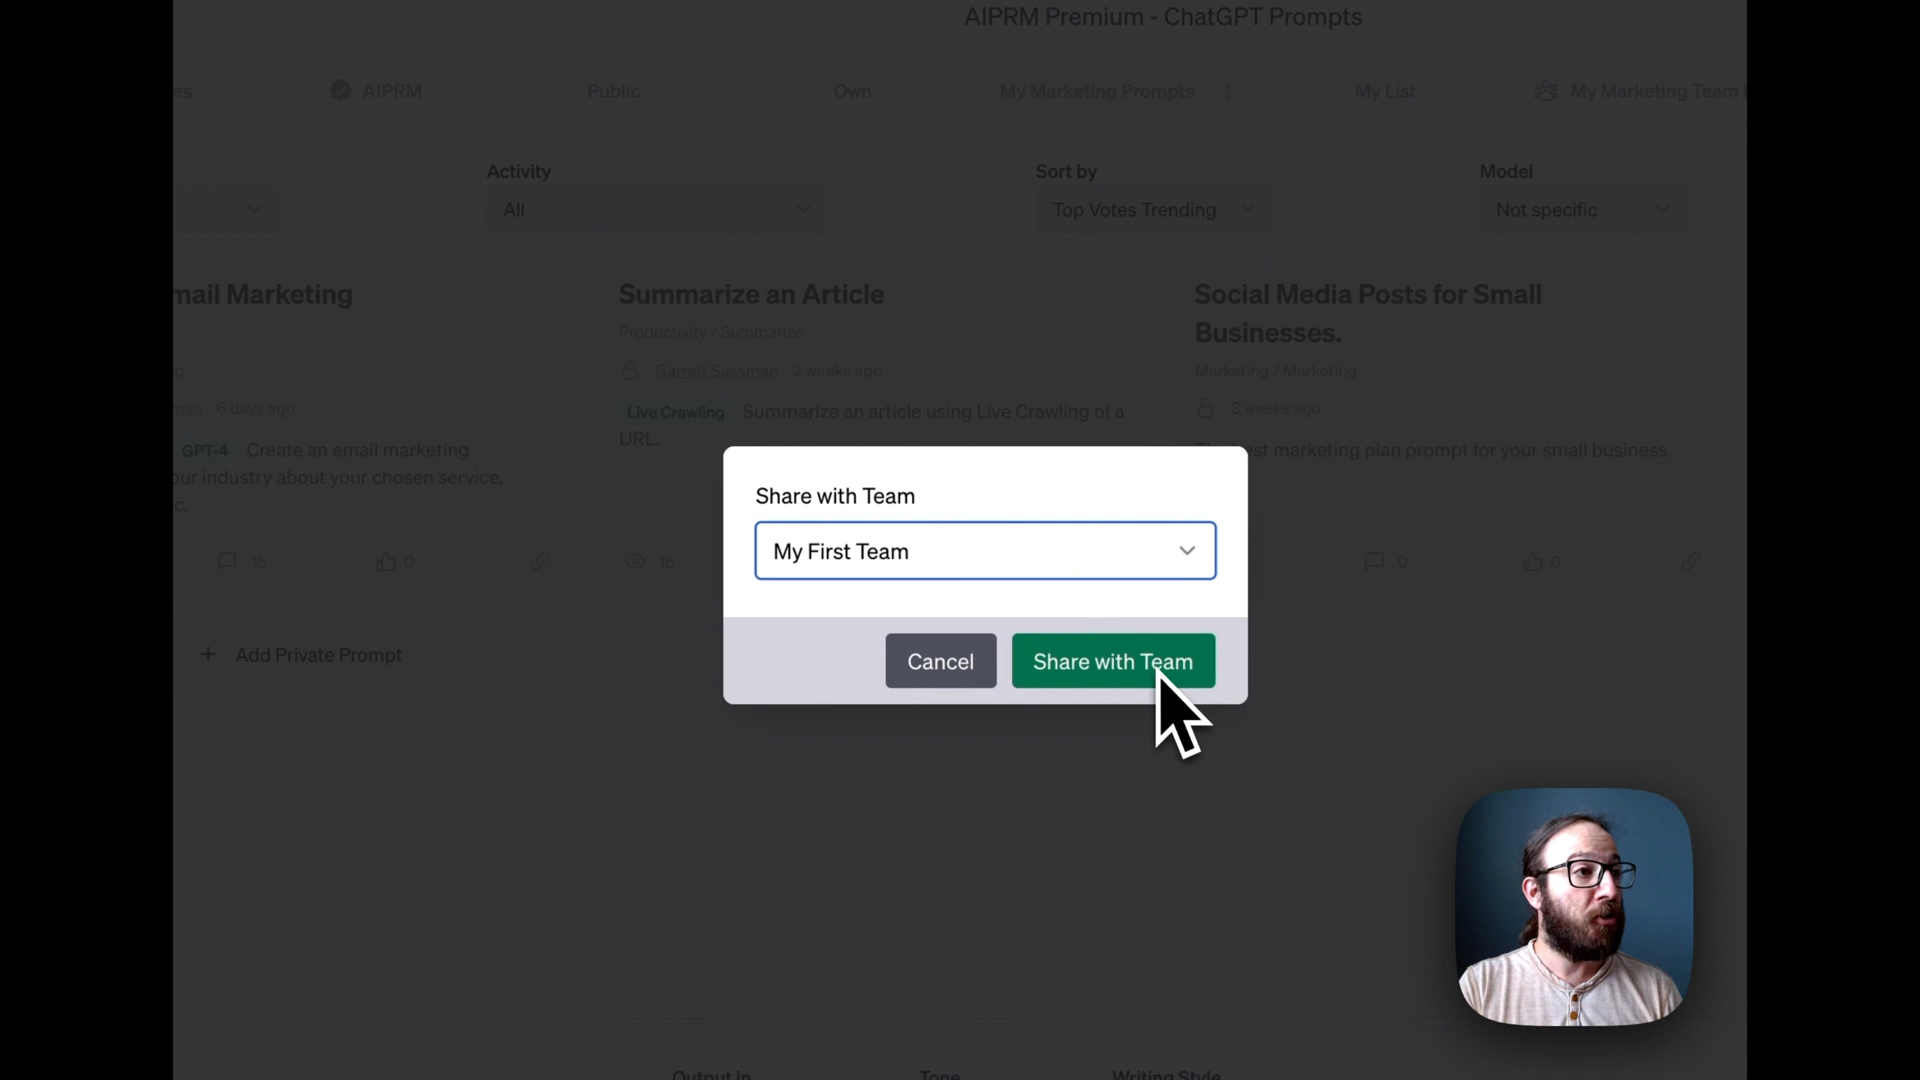 AIPRM Premium - ChatGPT Prompts
es AIPRM Public Own My Marketing Prompts My List My Marketing Team
Activity Sort by Model
All Top Votes Trending Not specific
mail Marketing Summarize an Article Social Media Posts for Small
Businesses.
Productivity / Summarize
Garrett Sussman · 2 weeks ago
Marketing / Marketing
man · 6 days ago
· 3 weeks ago
Live Crawling Summarize an article using Live Crawling of a
URL.
GPT-4 Create an email marketing
our industry about your chosen service,
c.
est marketing plan prompt for your small business.
15 0 16 0 0
+ Add Private Prompt
Share with Team
My First Team
Cancel Share with Team
Output in Tone Writing Style